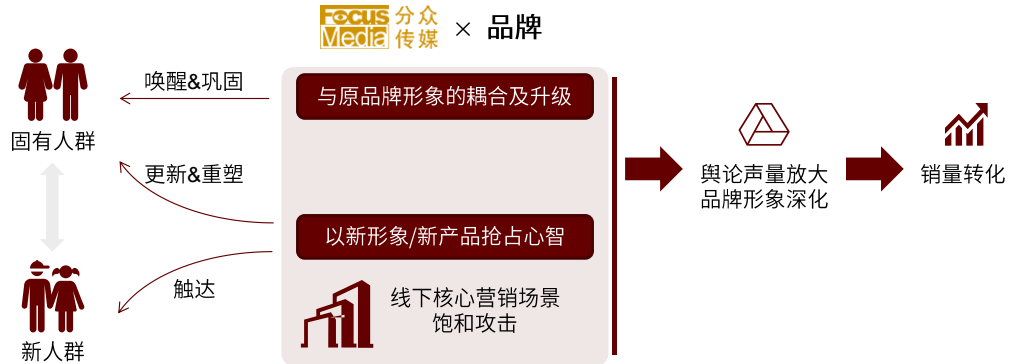 Focus Media 分众传媒 × 品牌
唤醒&巩固
与原品牌形象的耦合及升级
固有人群
更新&重塑
以新形象/新产品抢占心智
触达
线下核心营销场景
饱和攻击
新人群
舆论声量放大
品牌形象深化
销量转化